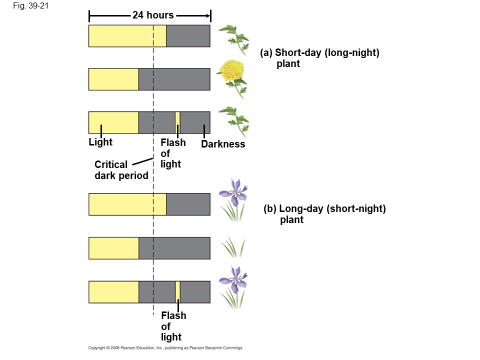 Fig. 39-21
24 hours
(a) Short-day (long-night)
plant
Light
Flash
of
light
Darkness
Critical
dark period
(b) Long-day (short-night)
plant
Flash
of
light
Copyright © 2008 Pearson Education, Inc., publishing as Pearson Benjamin Cummings.